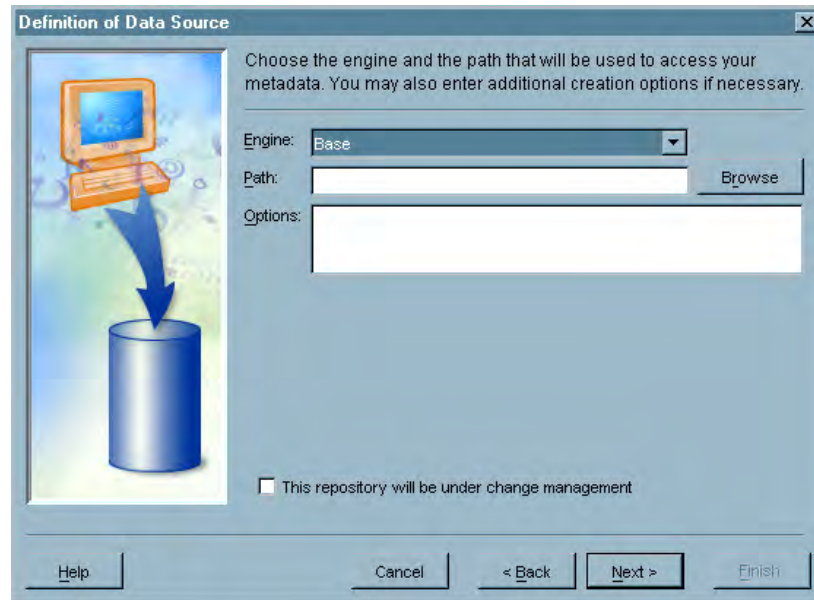 Definition of Data Source
Choose the engine and the path that will be used to access your
metadata. You may also enter additional creation options if necessary.
Engine:
Base
Path:
Browse
Options:
This repository will be under change management
Help
Cancel
< Back
Next >
Finish